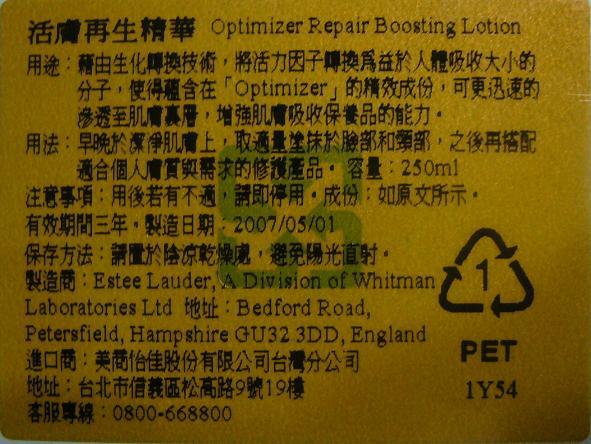 活膚再生精華 Optimizer Repair Boosting Lotion
用途：藉由生化轉換技術，將活力因子轉換為益於人體吸收大小的
分子，使得蘊含在「Optimizer」的精效成份，可更迅速的
滲透至肌膚裏層，增強肌膚吸收保養品的能力。
用法：早晚於潔淨肌膚上，取適量塗抹於臉部和頸部，之後再搭配
適合個人膚質與需求的修護產品。容量：250ml
注意事項：用後若有不適，請即停用。成份：如原文所示。
有效期間三年。製造日期：2007/05/01
保存方法：請置於陰涼乾燥處，避免陽光直射。
製造商：Estee Lauder, A Division of Whitman
Laboratories Ltd 地址：Bedford Road,
Petersfield, Hampshire GU32 3DD, England
進口商：美商怡佳股份有限公司台灣分公司
地址：台北市信義區松高路9號19樓
客服專線：0800-668800
1
PET
1Y54